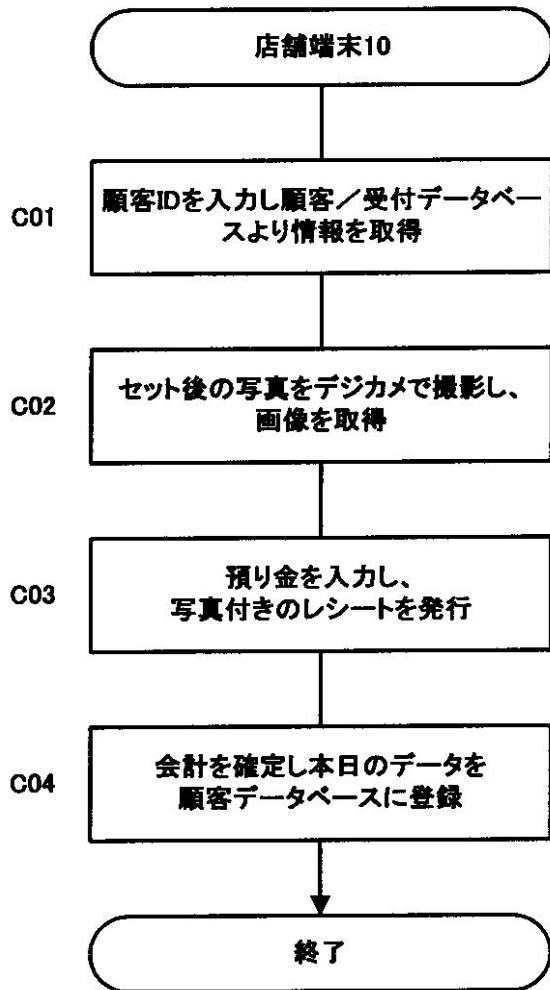 店舗端末10
C01
顧客IDを入力し顧客／受付データベー
スより情報を取得
C02
セット後の写真をデジカメで撮影し、
画像を取得
C03
預り金を入力し、
写真付きのレシートを発行
C04
会計を確定し本日のデータを
顧客データベースに登録
終了